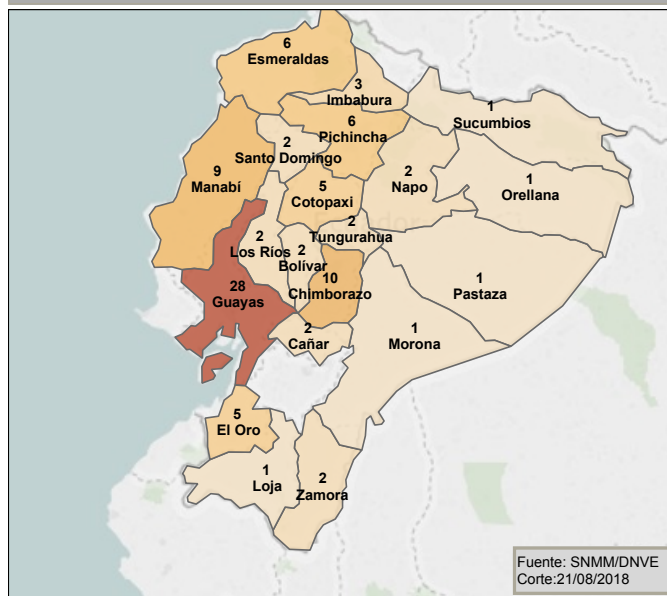 6
Esmeraldas
3
Imbabura
1
Sucumbios
6
Pichincha
2
Santo Domingo
9
Manabí
2
Napo
1
Orellana
5
Cotopaxi
2
Tungurahua
2
Los Ríos
2
Bolívar
10
Chimborazo
28
Guayas
1
Pastaza
2
Cañar
1
Morona
5
El Oro
1
Loja
2
Zamora
Fuente: SNMM/DNVE
Corte:21/08/2018